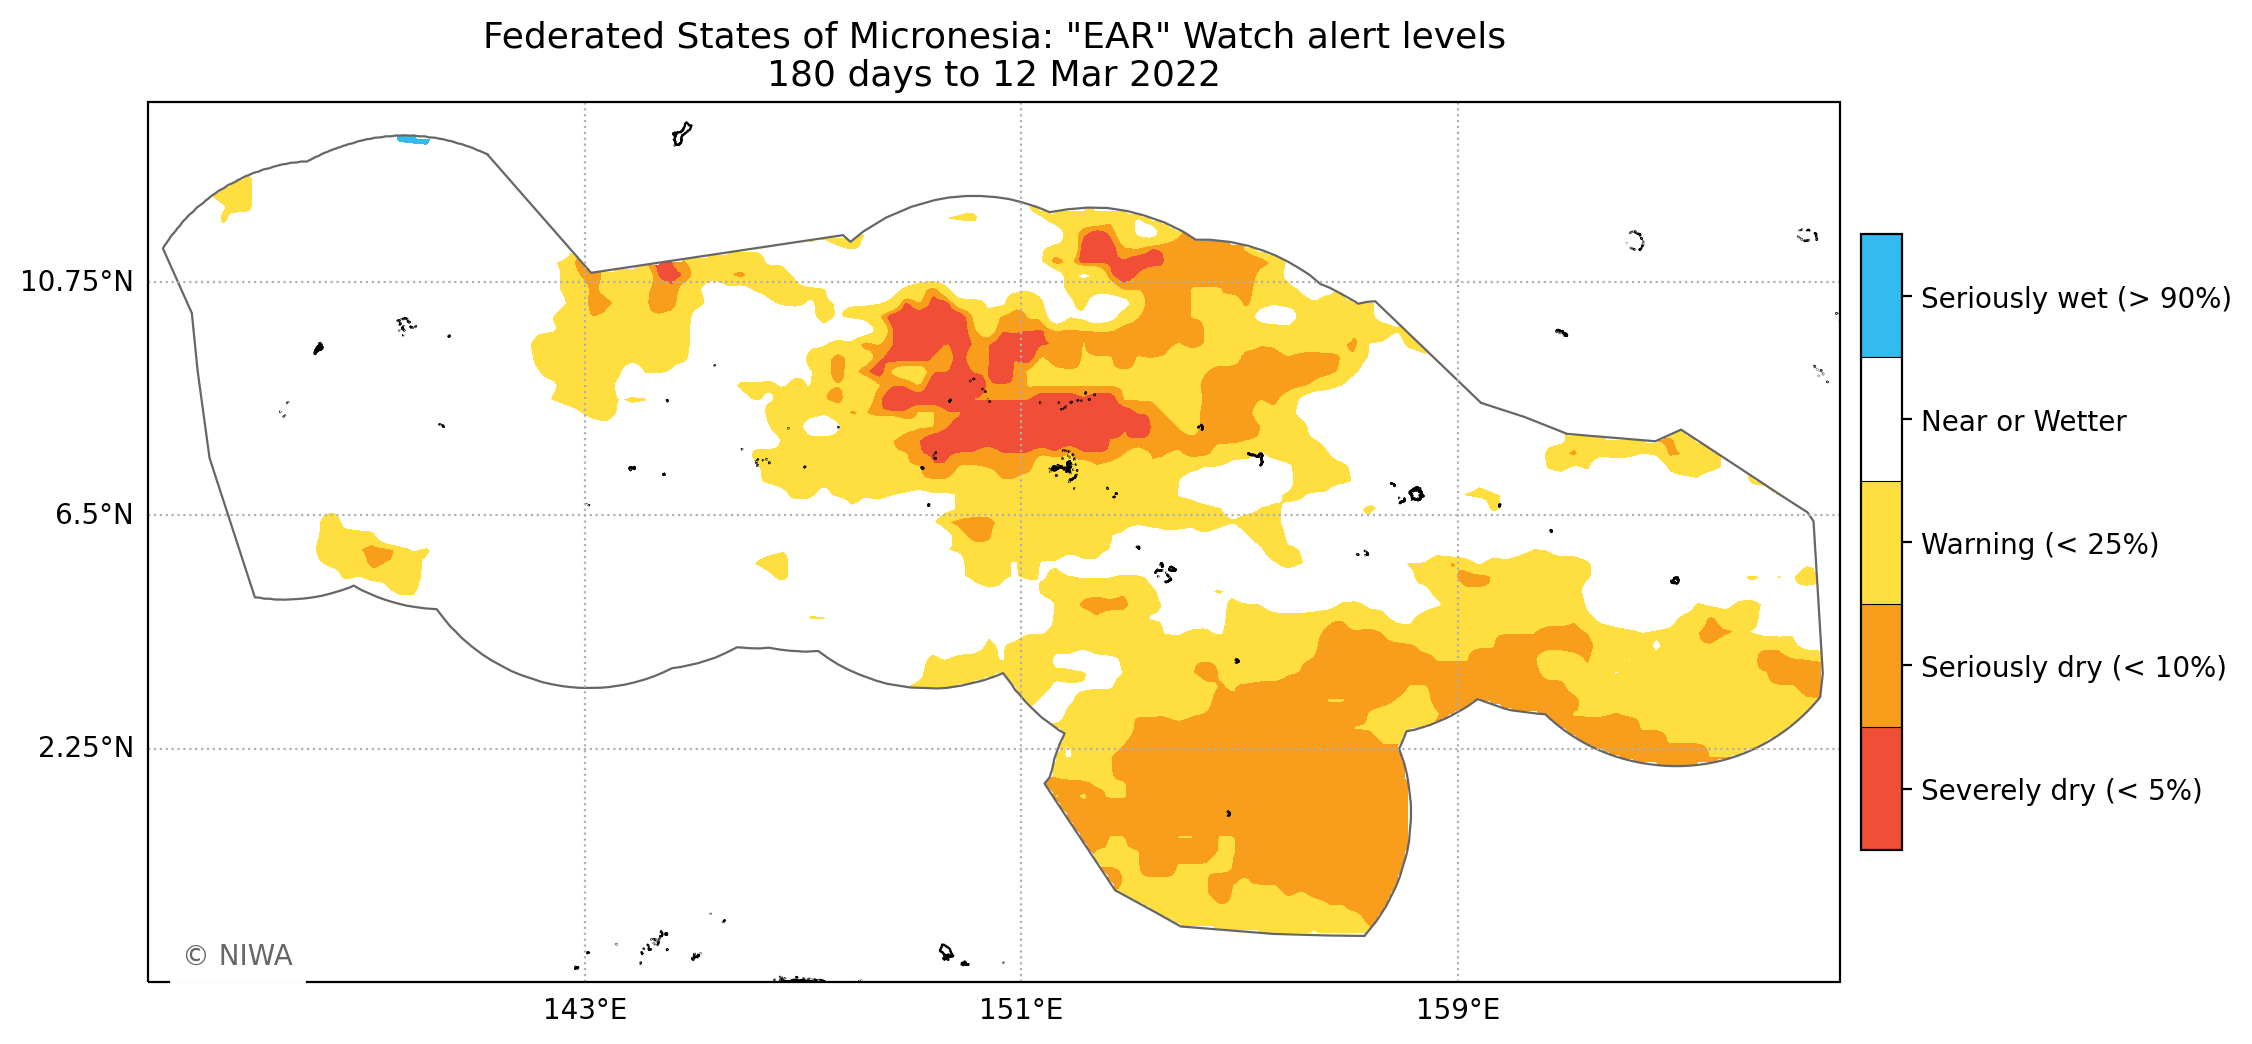 Federated States of Micronesia: "EAR" Watch alert levels
180 days to 12 Mar 2022
10.75°N
6.5°N
2.25°N
143°E
151°E
159°E
Seriously wet (> 90%)
Near or Wetter
Warning (< 25%)
Seriously dry (< 10%)
Severely dry (< 5%)
© NIWA